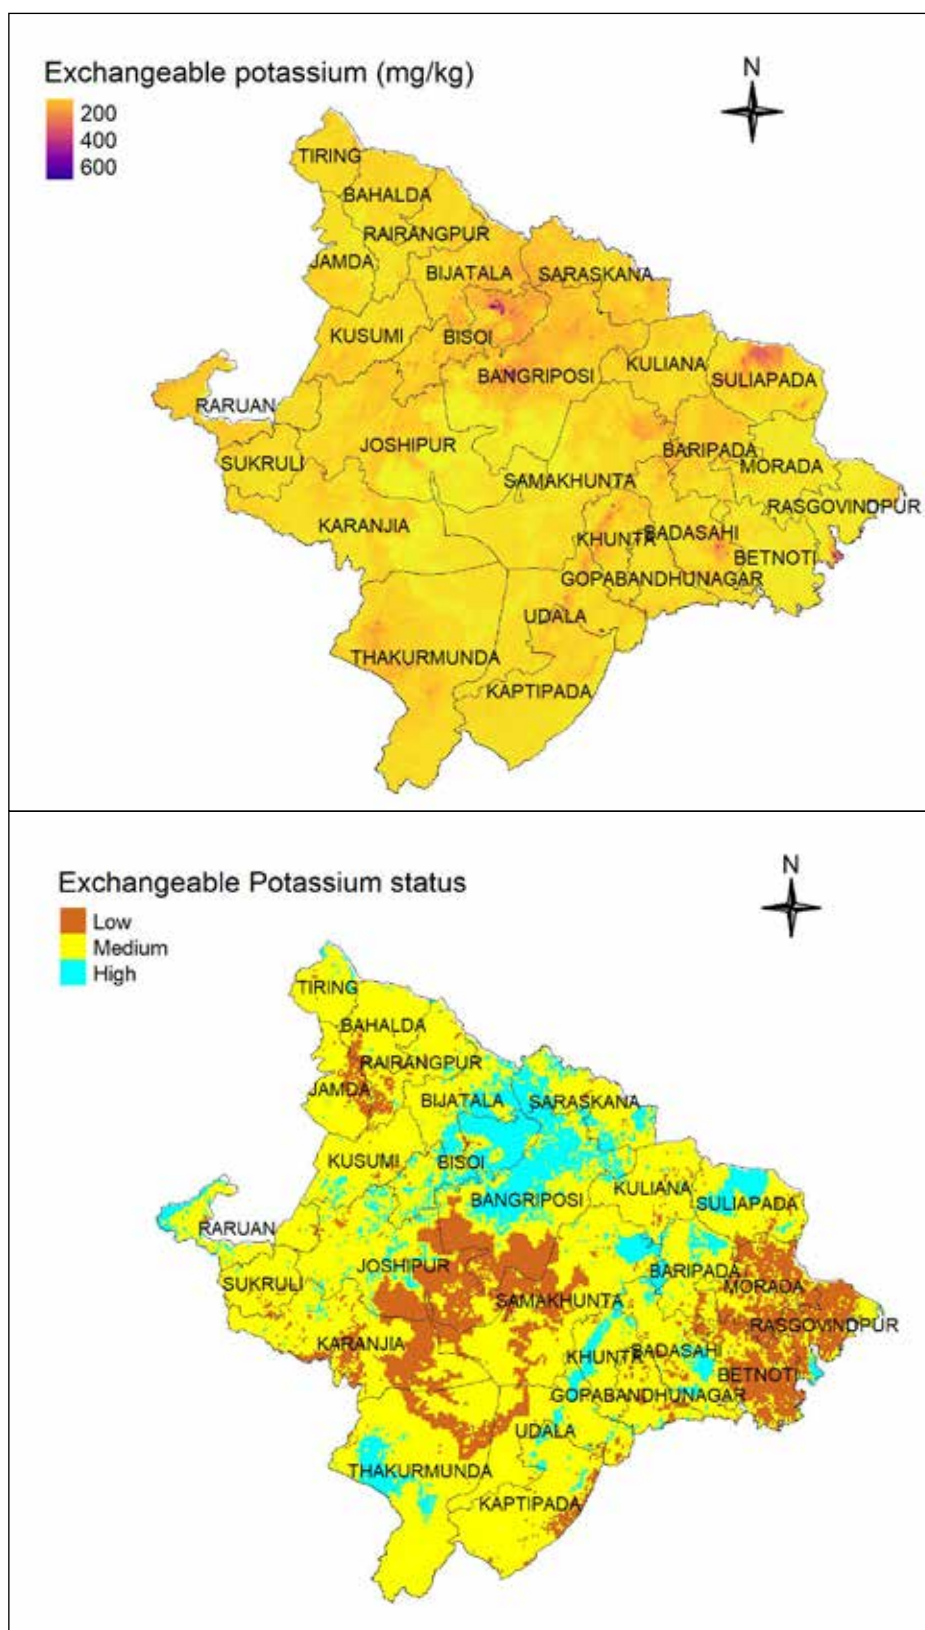 Exchangeable potassium (mg/kg)
N
200
400
600
TIRING
BAHALDA
RAIRANGPUR
JAMDA
BIJATALA
SARASKANA
KUSUMI
BISOI
BANGRIPOSI
KULIANA
SULIAPADA
RARUAN
JOSHIPUR
BARIPADA
SUKRULI
MORADA
SAMAKHUNTA
RASGOVINDPUR
KARANJIA
KHUNTA
BADASAHI
BETNOTI
GOPABANDHUNAGAR
UDALA
THAKURMUNDA
KAPTIPADA
Exchangeable Potassium status
N
Low
Medium
High
TIRING
BAHALDA
RAIRANGPUR
JAMDA
BIJATALA
SARASKANA
KUSUMI
BISOI
BANGRIPOSI
KULIANA
SULIAPADA
RARUAN
JOSHIPUR
BARIPADA
SUKRULI
MORADA
SAMAKHUNTA
RASGOVINDPUR
KARANJIA
KHUNTA
BADASAHI
BETNOTI
GOPABANDHUNAGAR
UDALA
THAKURMUNDA
KAPTIPADA